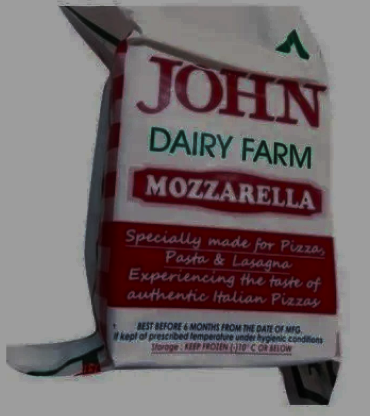 JOHN
DAIRY FARM
MOZZARELLA
Specially made for Pizza,
Pasta & Lasagna
Experiencing the taste of
authentic Italian Pizzas
BEST BEFORE 6 MONTHS FROM THE DATE OF MFG.
if kept at prescribed temperature under hygienic conditions
Storage : KEEP FROZEN (-)10° C OR BELOW